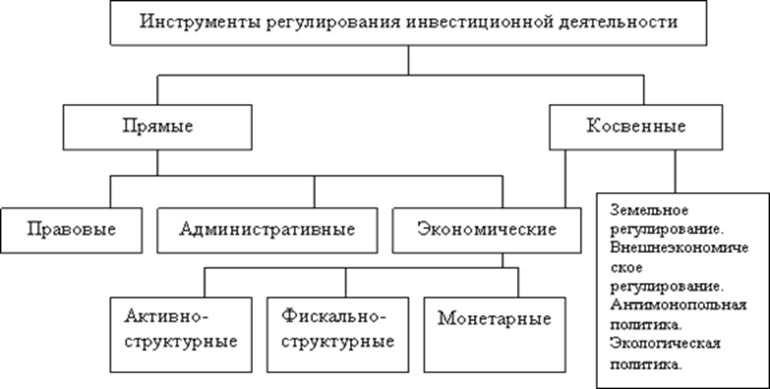 Инструменты регулирования инвестиционной деятельности
Прямые
Косвенные
Правовые
Административные
Экономические
Земельное
регулирование.
Внешнеэкономиче
ское
регулирование.
Антимонопольная
политика.
Экологическая
политика.
Активно-
структурные
Фискально-
структурные
Монетарные